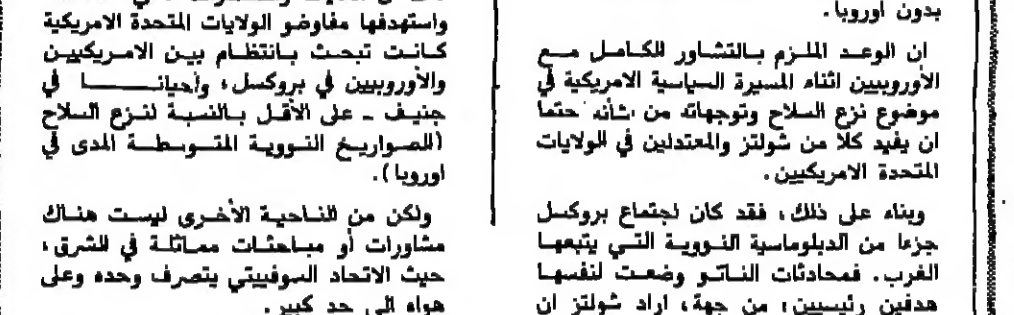 بدون اوروبا.
ان الوعد الملزم بالتشاور الكامل مع
الأوروبيين اثناء المسيرة السياسية الامريكية في
موضوع نزع السلاح وتوجهاته من شأنه حتما
ان يفيد كلا من شولتز والمعتدلين في الولايات
المتحدة الامريكيين.
وبناء على ذلك، فقد كان اجتماع بروكسل
جزءا من الدبلوماسية النووية التي يتبعها
الغرب. فمحادثات الناتو وضعت لنفسها
هدفين رئيسيين؛ من جهة، اراد شولتز ان
واستهدفها مفاوضو الولايات المتحدة الامريكية
كانت تبحث بانتظام بين الامريكيين
والأوروبيين في بروكسل، وأحيانا في
جنيف - على الأقل بالنسبة لنزع السلاح
(الصواريخ النووية المتوسطة المدى في
اوروبا).
ولكن من الناحية الأخرى ليست هناك
مشاورات أو مباحثات مماثلة في الشرق،
حيث الاتحاد السوفييتي يتصرف وحده وعلى
هواه الى حد كبير.